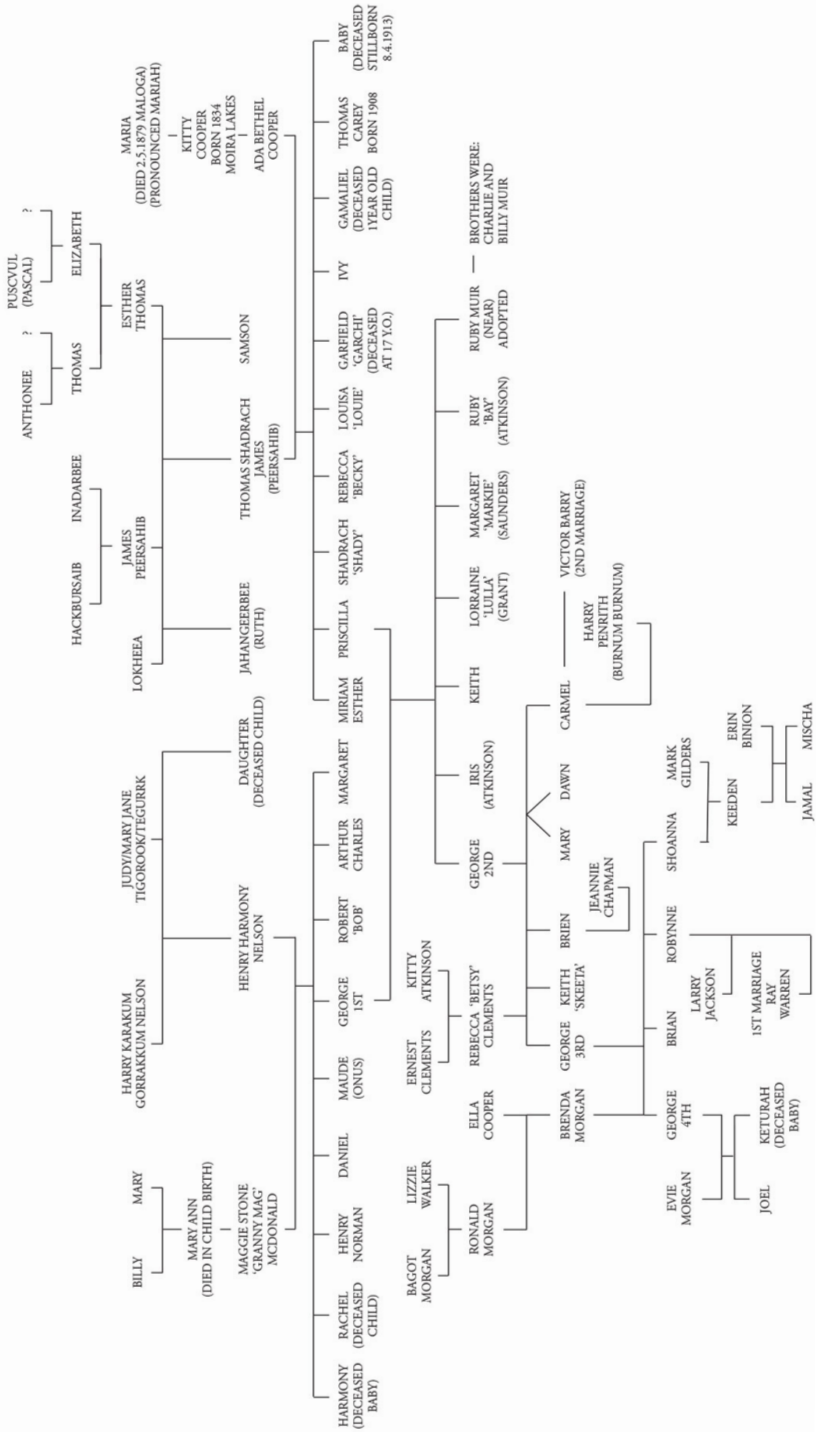 ANTHONEE
?
PUSCVUL
(PASCAL)
?
HACKBURSAIB
INADARBEE
THOMAS
ELIZABETH
MARIA
(DIED 2.5.1879 MALOGA)
(PRONOUNCED MARIAH)
BILLY
MARY
HARRY KARAKUM
GORRAKKUM NELSON
JUDY/MARY JANE
TIGOROOK/TEGURRK
LOKHEEA
JAMES
PEERSAHIB
ESTHER
THOMAS
KITTY
COOPER
BORN 1834
MOIRA LAKES
MARY ANN
(DIED IN CHILD BIRTH)
MAGGIE STONE
'GRANNY MAG'
MCDONALD
HENRY HARMONY
NELSON
DAUGHTER
(DECEASED CHILD)
JAHANGEERBEE
(RUTH)
THOMAS SHADRACH
JAMES
(PEERSAHIB)
SAMSON
ADA BETHEL
COOPER
HARMONY
(DECEASED
BABY)
RACHEL
(DECEASED
CHILD)
HENRY
NORMAN
DANIEL
MAUDE
(ONUS)
GEORGE
1ST
ROBERT
'BOB'
ARTHUR
CHARLES
MARGARET
MIRIAM
ESTHER
PRISCILLA
SHADRACH
'SHADY'
REBECCA
'BECKY'
LOUISA
'LOUIE'
GARFIELD
'GARCHI'
(DECEASED
AT 17 Y.O.)
IVY
GAMALIEL
(DECEASED
1YEAR OLD
CHILD)
THOMAS
CAREY
BORN 1908
BABY
(DECEASED
STILLBORN
8.4.1913)
BAGOT
MORGAN
LIZZIE
WALKER
ERNEST
CLEMENTS
KITTY
ATKINSON
RONALD
MORGAN
ELLA
COOPER
REBECCA 'BETSY'
CLEMENTS
GEORGE
2ND
IRIS
(ATKINSON)
KEITH
LORRAINE
'LULLA'
(GRANT)
MARGARET
'MARKIE'
(SAUNDERS)
RUBY
'BAY'
(ATKINSON)
RUBY MUIR
(NEAR)
ADOPTED
BROTHERS WERE:
CHARLIE AND
BILLY MUIR
BRENDA
MORGAN
GEORGE
3RD
KEITH
'SKEETA'
BRIEN
MARY
DAWN
CARMEL
VICTOR BARRY
(2ND MARRIAGE)
JEANNIE
CHAPMAN
HARRY
PENRITH
(BURNUM BURNUM)
EVIE
MORGAN
GEORGE
4TH
BRIAN
ROBYNNE
SHOANNA
MARK
GILDERS
LARRY
JACKSON
1ST MARRIAGE
RAY
WARREN
KEEDEN
ERIN
BINION
JOEL
KETURAH
(DECEASED
BABY)
JAMAL
MISCHA